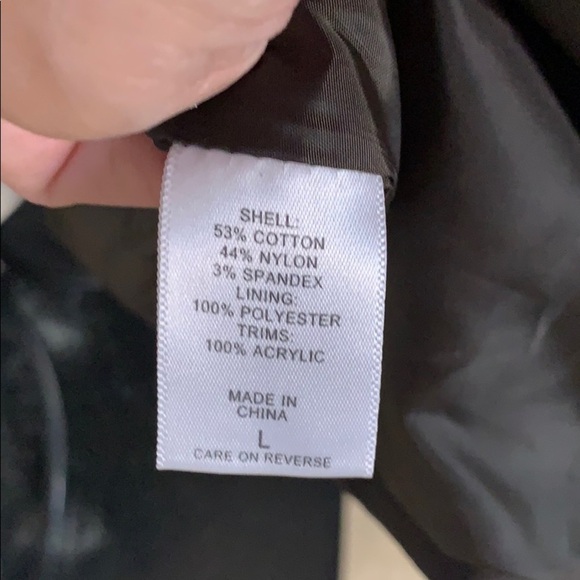 SHELL:
53% COTTON
44% NYLON
3% SPANDEX
LINING:
100% POLYESTER
TRIMS:
100% ACRYLIC
MADE IN
CHINA
L
CARE ON REVERSE